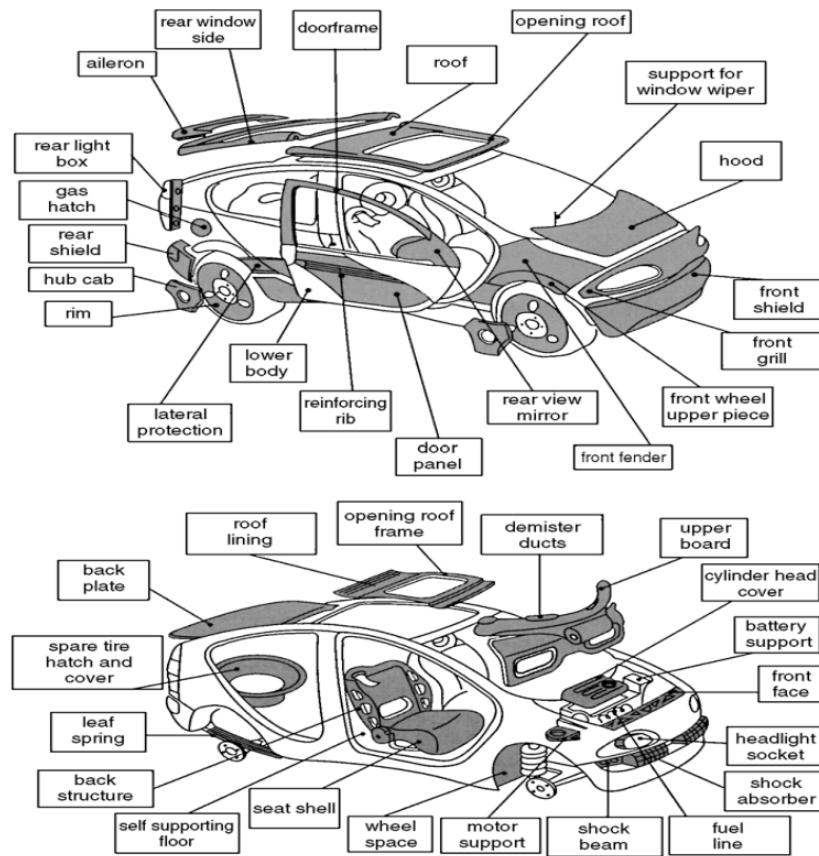 rear window
side
doorframe
opening roof
aileron
roof
support for
window wiper
rear light
box
hood
gas
hatch
rear
shield
hub cab
rim
front
shield
lower
body
front
grill
lateral
protection
reinforcing
rib
rear view
mirror
front wheel
upper piece
door
panel
front fender
roof
lining
opening roof
frame
demister
ducts
upper
board
back
plate
cylinder head
cover
spare tire
hatch and
cover
battery
support
front
face
leaf
spring
headlight
socket
back
structure
seat shell
shock
absorber
self supporting
floor
wheel
space
motor
support
shock
beam
fuel
line